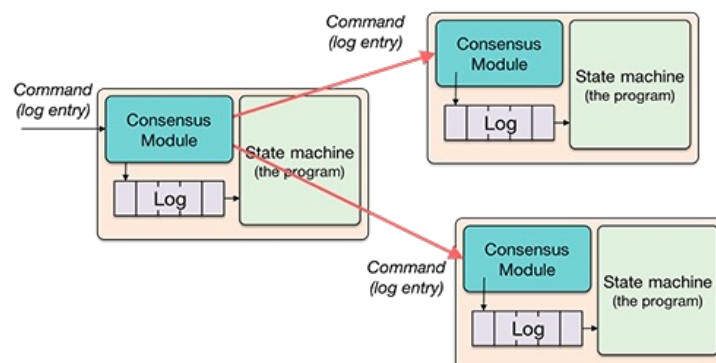 Command
(log entry)
Consensus
Module
Log
State machine
(the program)
Command
(log entry)
Consensus
Module
Log
State machine
(the program)
Command
(log entry)
Consensus
Module
Log
State machine
(the program)